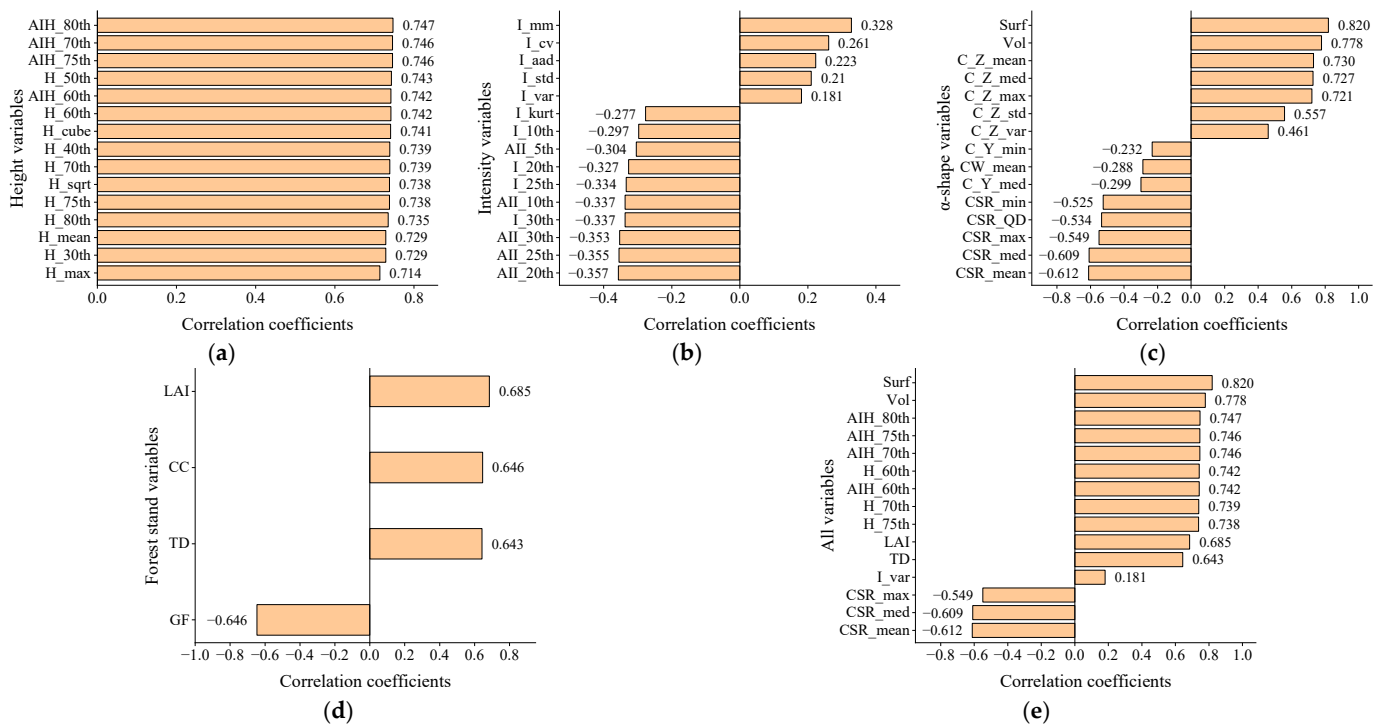 Height variables
AIH_80th 0.747
AIH_70th 0.746
AIH_75th 0.746
H_50th 0.743
AIH_60th 0.742
H_60th 0.742
H_cube 0.741
H_40th 0.739
H_70th 0.739
H_sqrt 0.738
H_75th 0.738
H_80th 0.735
H_mean 0.729
H_30th 0.729
H_max 0.714
0.0 0.2 0.4 0.6 0.8
Correlation coefficients
(a)
Intensity variables
I_mm 0.328
I_cv 0.261
I_aad 0.223
I_std 0.21
I_var 0.181
I_kurt −0.277
I_10th −0.297
AII_5th −0.304
I_20th −0.327
I_25th −0.334
AII_10th −0.337
I_30th −0.337
AII_30th −0.353
AII_25th −0.355
AII_20th −0.357
−0.4 −0.2 0.0 0.2 0.4
Correlation coefficients
(b)
α-shape variables
Surf 0.820
Vol 0.778
C_Z_mean 0.730
C_Z_med 0.727
C_Z_max 0.721
C_Z_std 0.557
C_Z_var 0.461
C_Y_min −0.232
CW_mean −0.288
C_Y_med −0.299
CSR_min −0.525
CSR_QD −0.534
CSR_max −0.549
CSR_med −0.609
CSR_mean −0.612
−0.8 −0.6 −0.4 −0.2 0.0 0.2 0.4 0.6 0.8 1.0
Correlation coefficients
(c)
Forest stand variables
LAI 0.685
CC 0.646
TD 0.643
GF −0.646
−1.0 −0.8 −0.6 −0.4 −0.2 0.0 0.2 0.4 0.6 0.8
Correlation coefficients
(d)
All variables
Surf 0.820
Vol 0.778
AIH_80th 0.747
AIH_75th 0.746
AIH_70th 0.746
H_60th 0.742
AIH_60th 0.742
H_70th 0.739
H_75th 0.738
LAI 0.685
TD 0.643
I_var 0.181
CSR_max −0.549
CSR_med −0.609
CSR_mean −0.612
−0.8 −0.6 −0.4 −0.2 0.0 0.2 0.4 0.6 0.8 1.0
Correlation coefficients
(e)